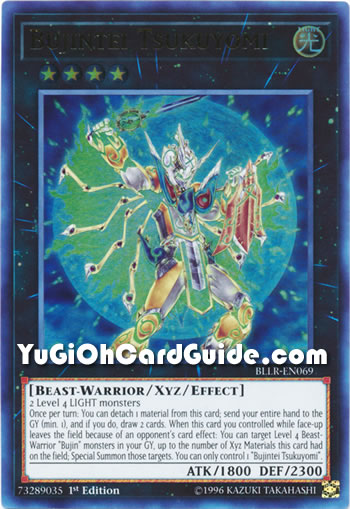 Bujintei Tsukuyomi
LIGHT
光
YuGiOhCardGuide.com
BLLR-EN069
[BEAST-WARRIOR/XYZ/EFFECT]
2 Level 4 LIGHT monsters
Once per turn: You can detach 1 material from this card; send your entire hand to the
GY (min. 1), and if you do, draw 2 cards. When this card you controlled while face-up
leaves the field because of an opponent's card effect: You can target Level 4 Beast-
Warrior "Bujin" monsters in your GY, up to the number of Xyz Materials this card had
on the field; Special Summon those targets. You can only control 1 "Bujintei Tsukuyomi".
ATK/1800 DEF/2300
73289035 1st Edition ©1996 KAZUKI TAKAHASHI